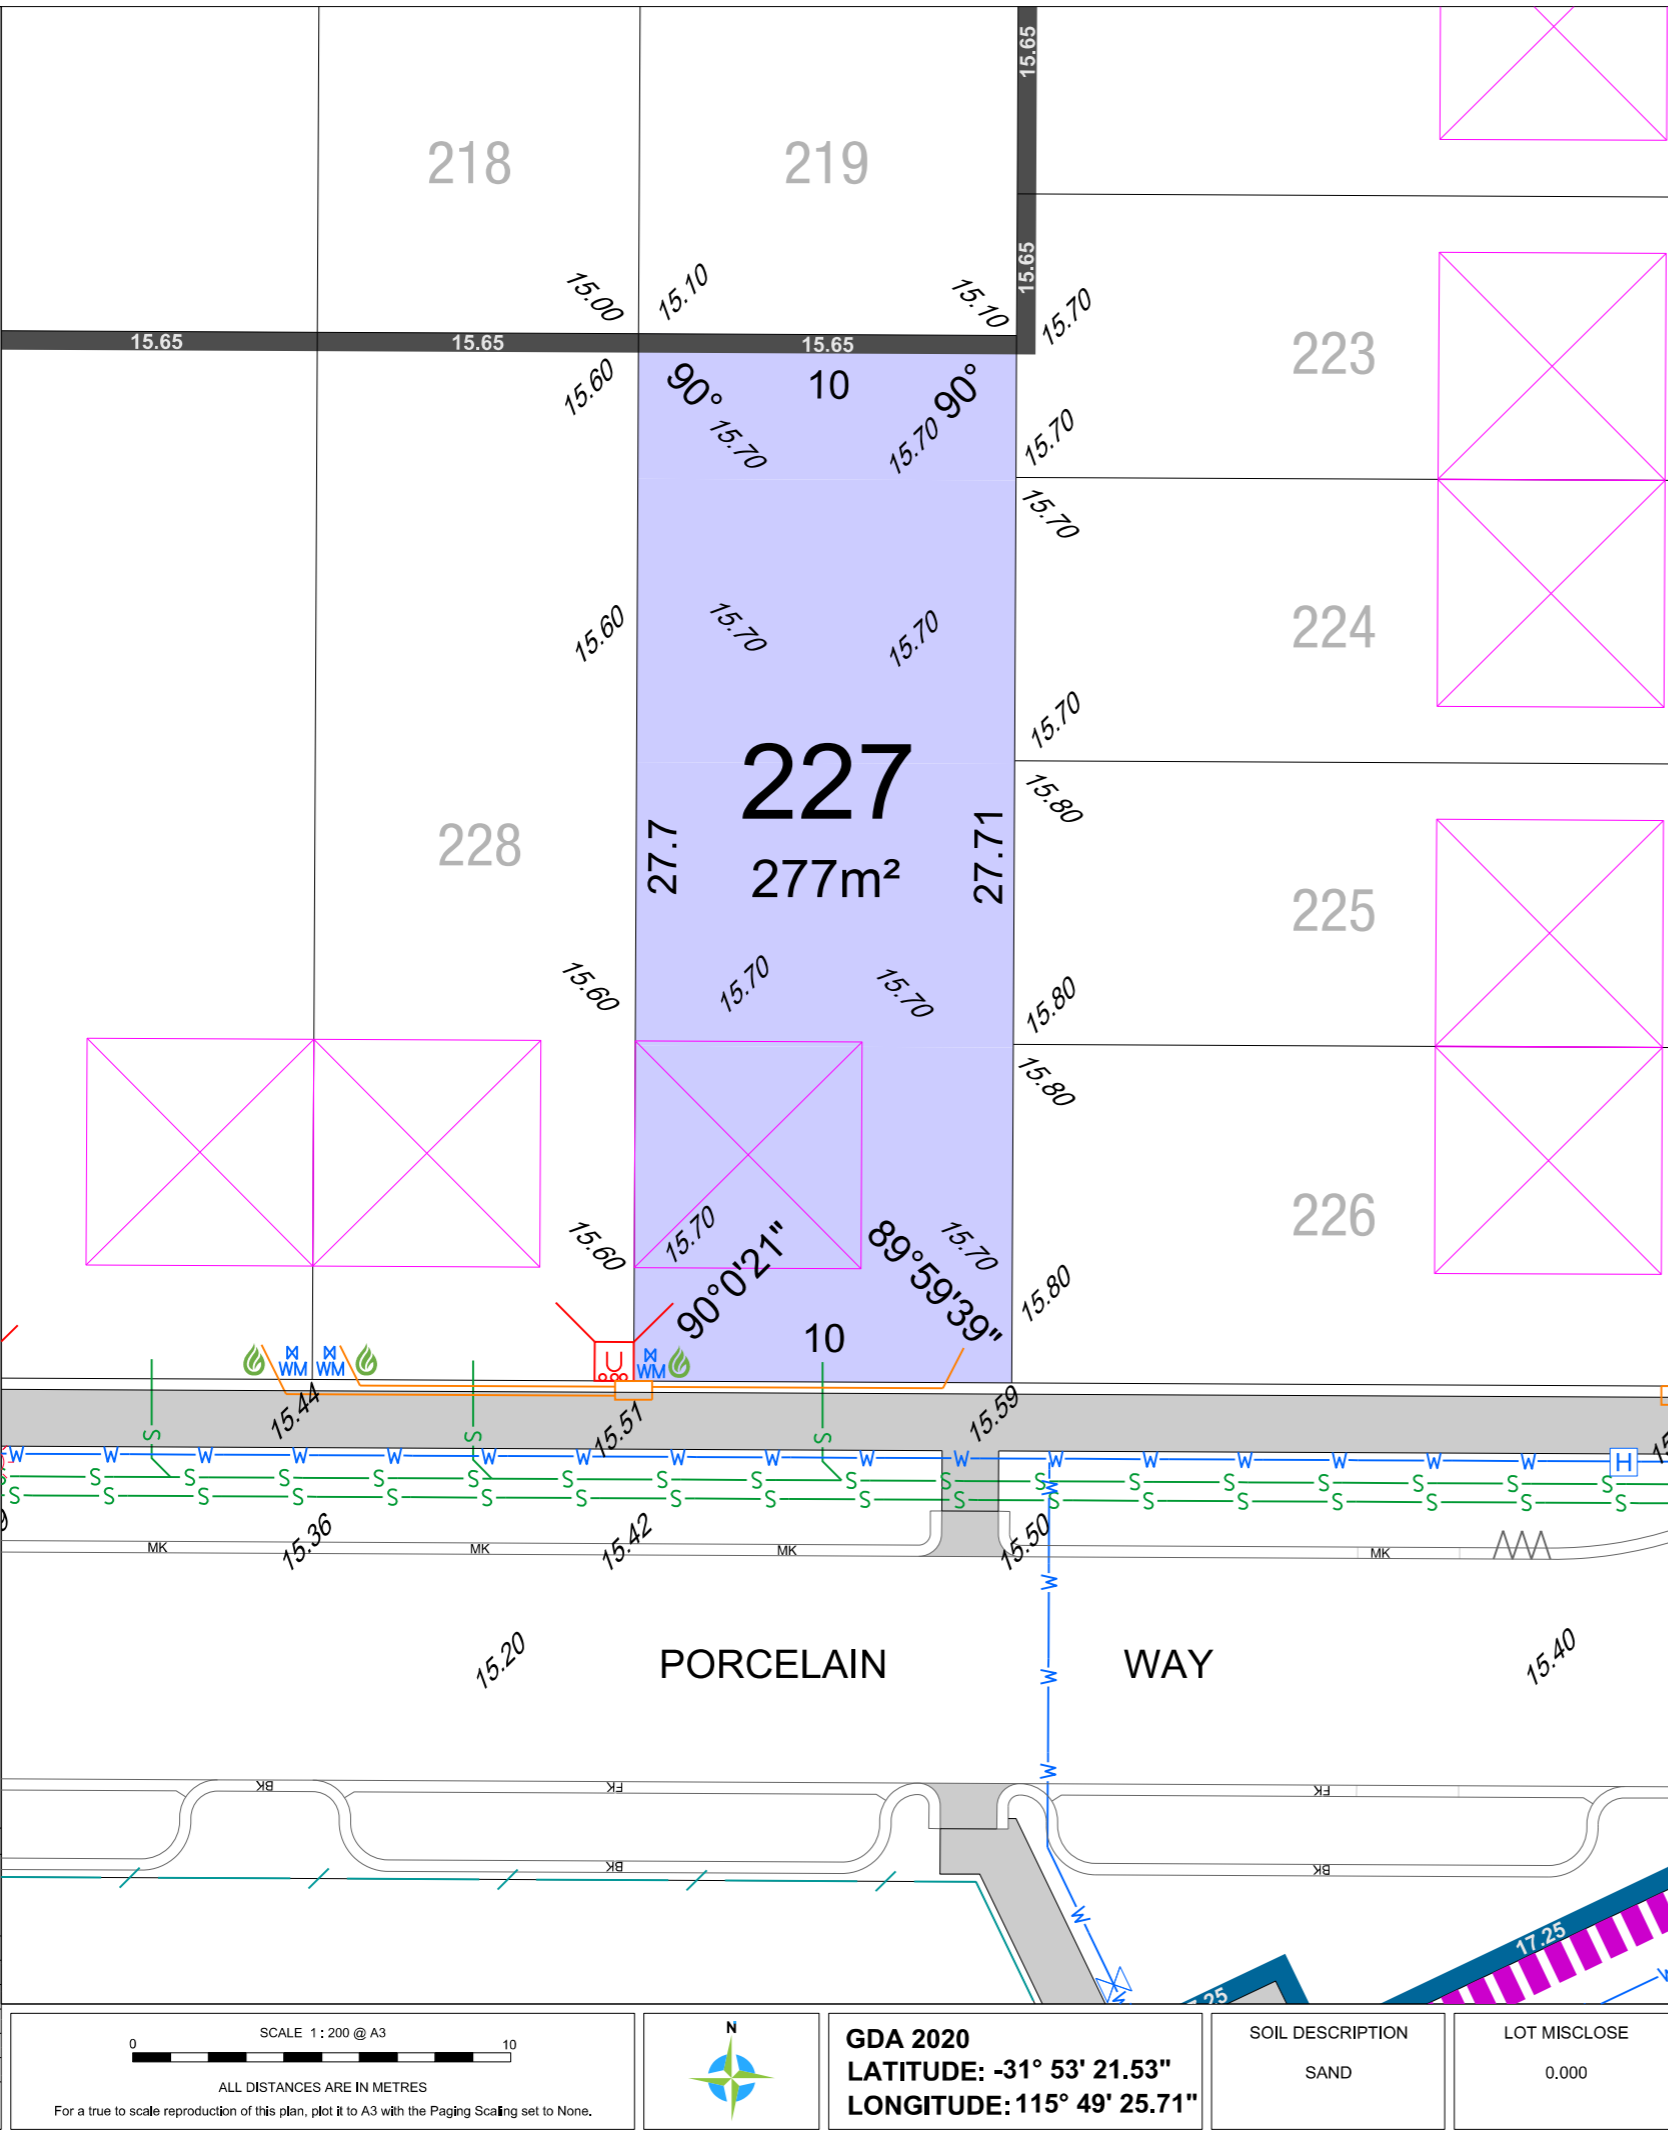 15.65
218
219
15.65
15.00
15.10
15.10
15.70
15.65
15.65
15.65
223
15.60
90°
10
90°
15.70
15.70
15.70
15.70
15.60
15.70
15.70
224
15.70
227
15.80
27.7
277m²
27.71
228
225
15.60
15.70
15.70
15.80
15.80
15.60
15.70
90°0'21"
89°59'39"
15.70
226
15.80
10
U
WM
WM
WM
15.44
15.51
15.59
S
S
S
W W W W W W W W W W W W W W W W W
H
S S S S S S S S S S S S S S S S S
S S S S S S S S S S S S S S S S S S
W
15.36
15.42
15.50
MK
MK
MK
MK
W
15.20
PORCELAIN WAY
15.40
W
W
BK
FK
FK
BK
BK
W
17.25
W
W
SCALE 1 : 200 @ A3
0
10
ALL DISTANCES ARE IN METRES
For a true to scale reproduction of this plan, plot it to A3 with the Paging Scaling set to None.
N
GDA 2020
LATITUDE: -31° 53' 21.53"
LONGITUDE: 115° 49' 25.71"
SOIL DESCRIPTION
SAND
LOT MISCLOSE
0.000